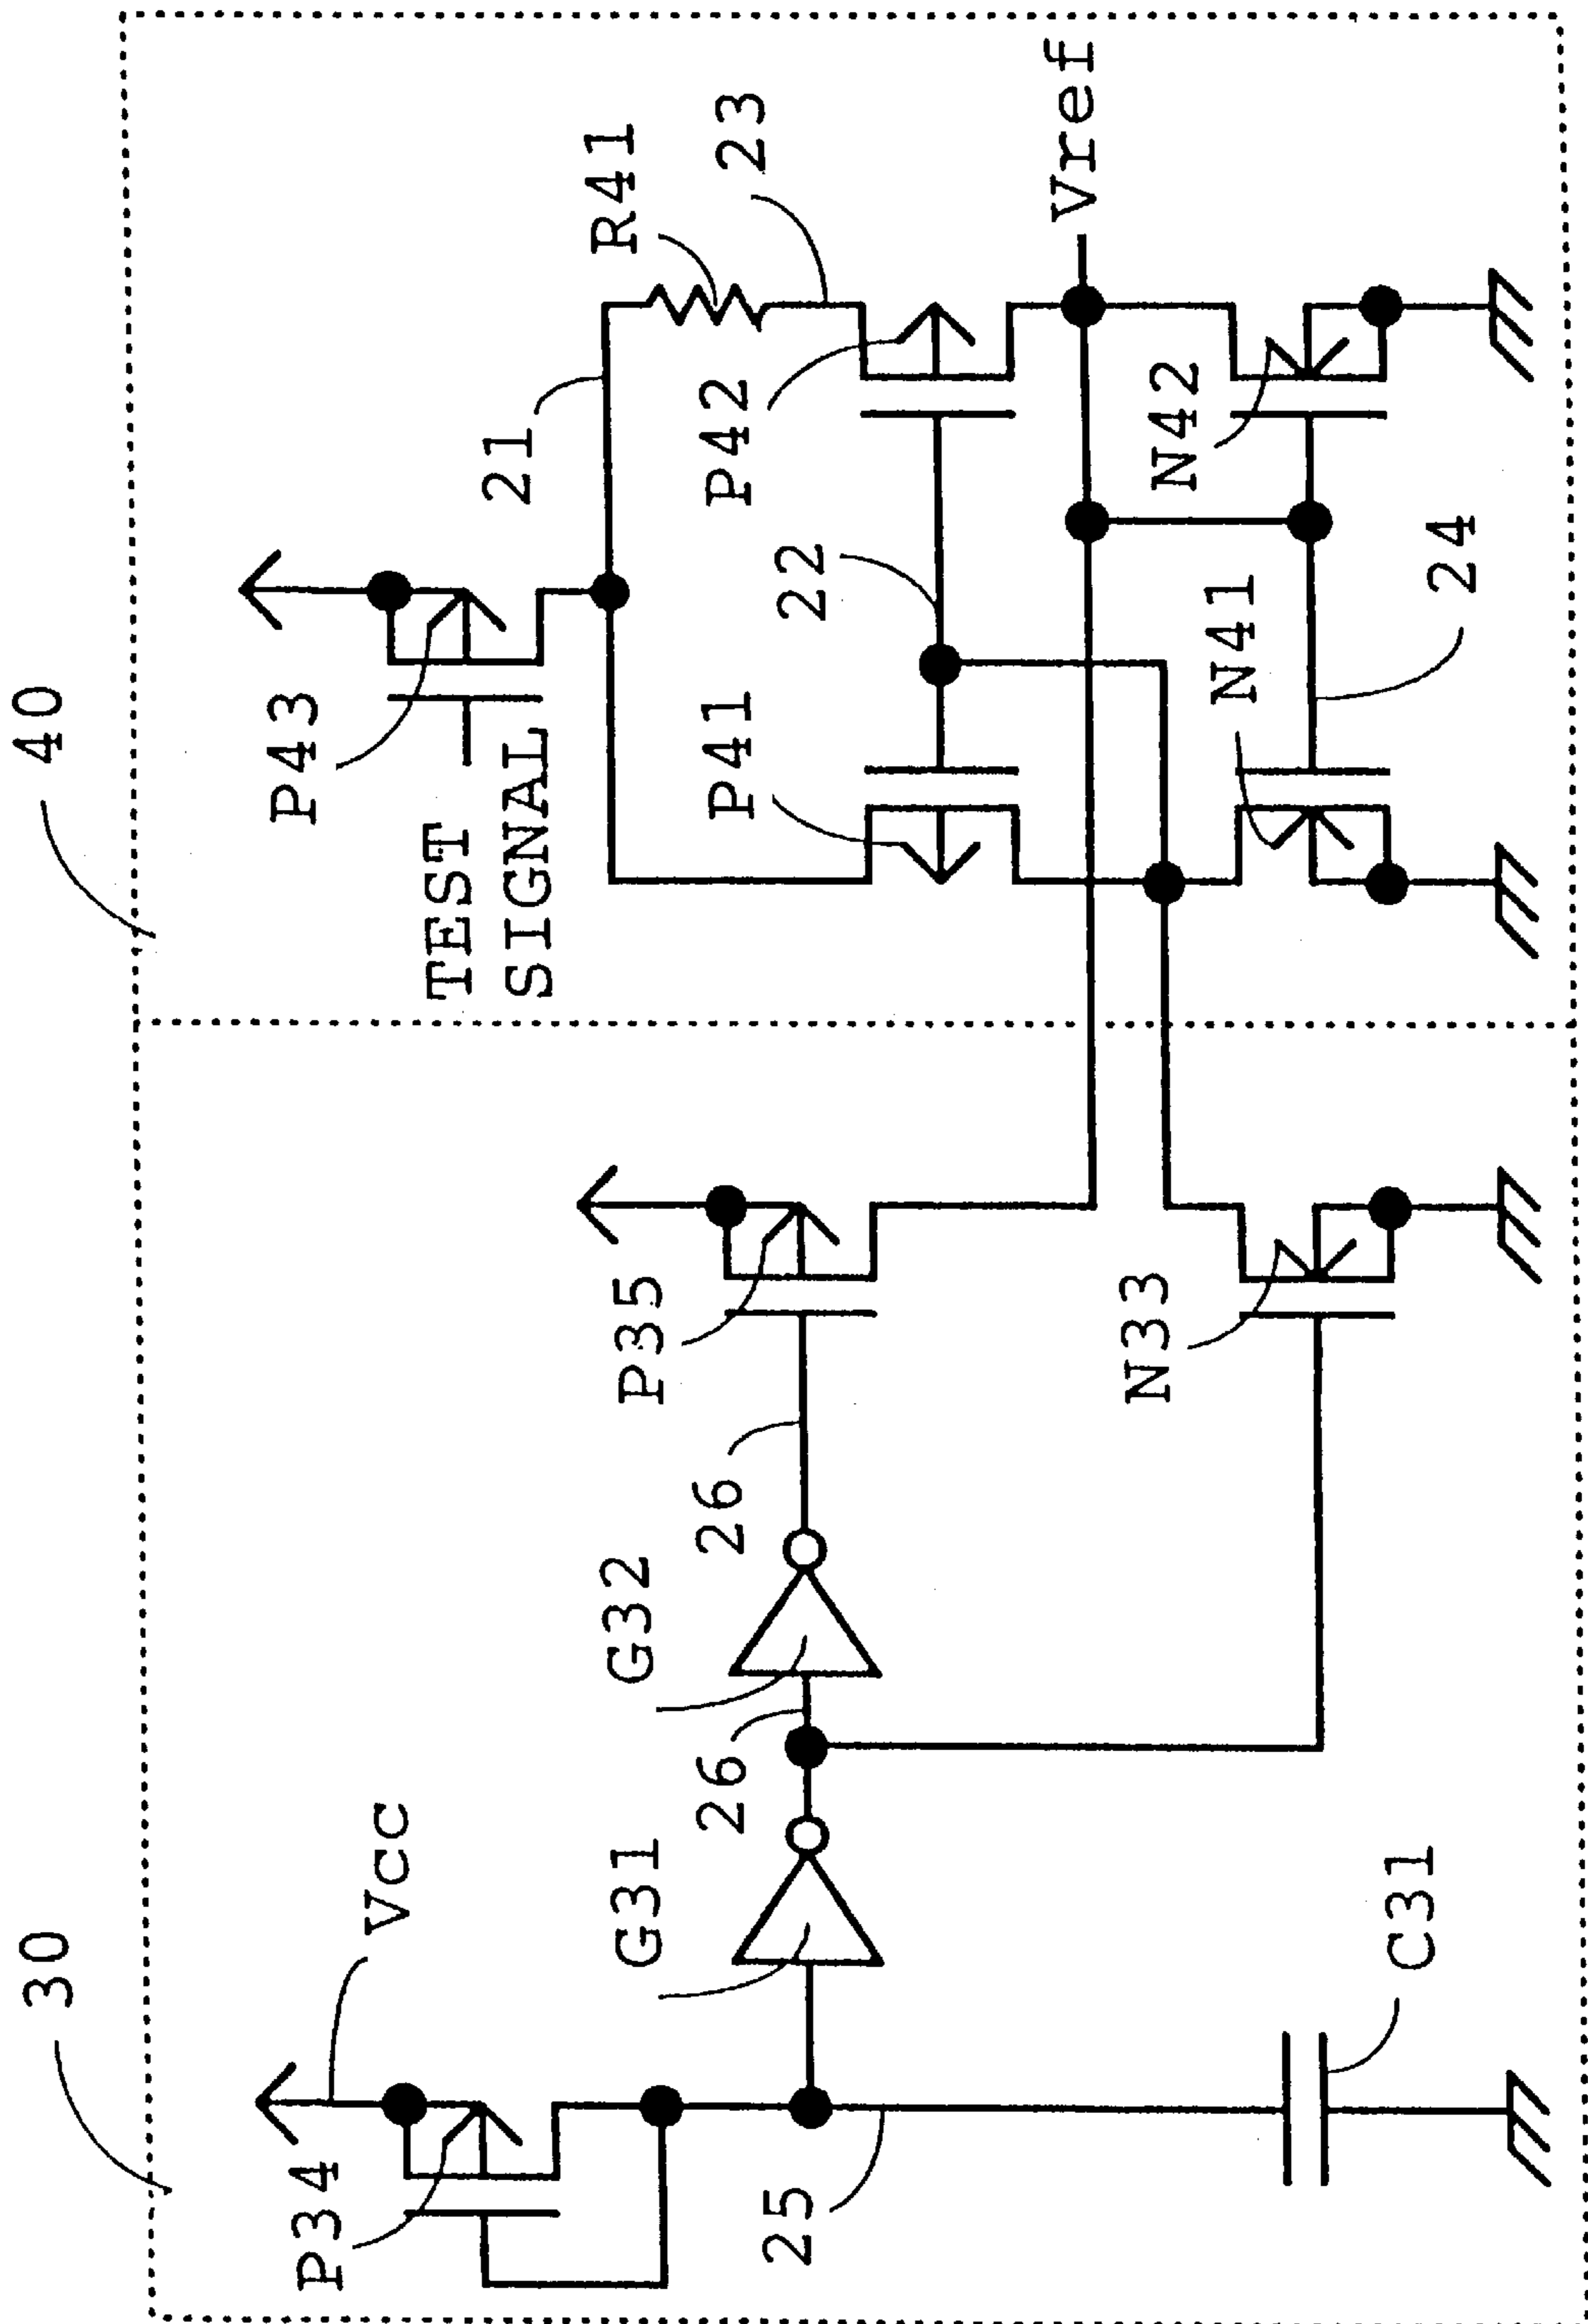 30
40
Vcc
P34
25
C31
G31
26
G32
26
P35
N33
P43
TEST
SIGNAL
21
R41
23
P41
22
P42
Vref
N41
24
N42